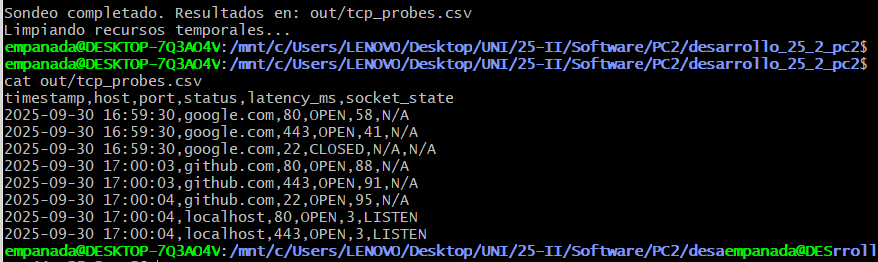 Sondeo completado. Resultados en: out/tcp_probes.csv
Limpiando recursos temporales...
empanada@DESKTOP-7Q3AO4V:/mnt/c/Users/LENOVO/Desktop/UNI/25-II/Software/PC2/desarrollo_25_2_pc2$
empanada@DESKTOP-7Q3AO4V:/mnt/c/Users/LENOVO/Desktop/UNI/25-II/Software/PC2/desarrollo_25_2_pc2$
cat out/tcp_probes.csv
timestamp,host,port,status,latency_ms,socket_state
2025-09-30 16:59:30,google.com,80,OPEN,58,N/A
2025-09-30 16:59:30,google.com,443,OPEN,41,N/A
2025-09-30 16:59:30,google.com,22,CLOSED,N/A,N/A
2025-09-30 17:00:03,github.com,80,OPEN,88,N/A
2025-09-30 17:00:03,github.com,443,OPEN,91,N/A
2025-09-30 17:00:04,github.com,22,OPEN,95,N/A
2025-09-30 17:00:04,localhost,80,OPEN,3,LISTEN
2025-09-30 17:00:04,localhost,443,OPEN,3,LISTEN
empanada@DESKTOP-7Q3AO4V:/mnt/c/Users/LENOVO/Desktop/UNI/25-II/Software/PC2/desaempanada@DESrroll